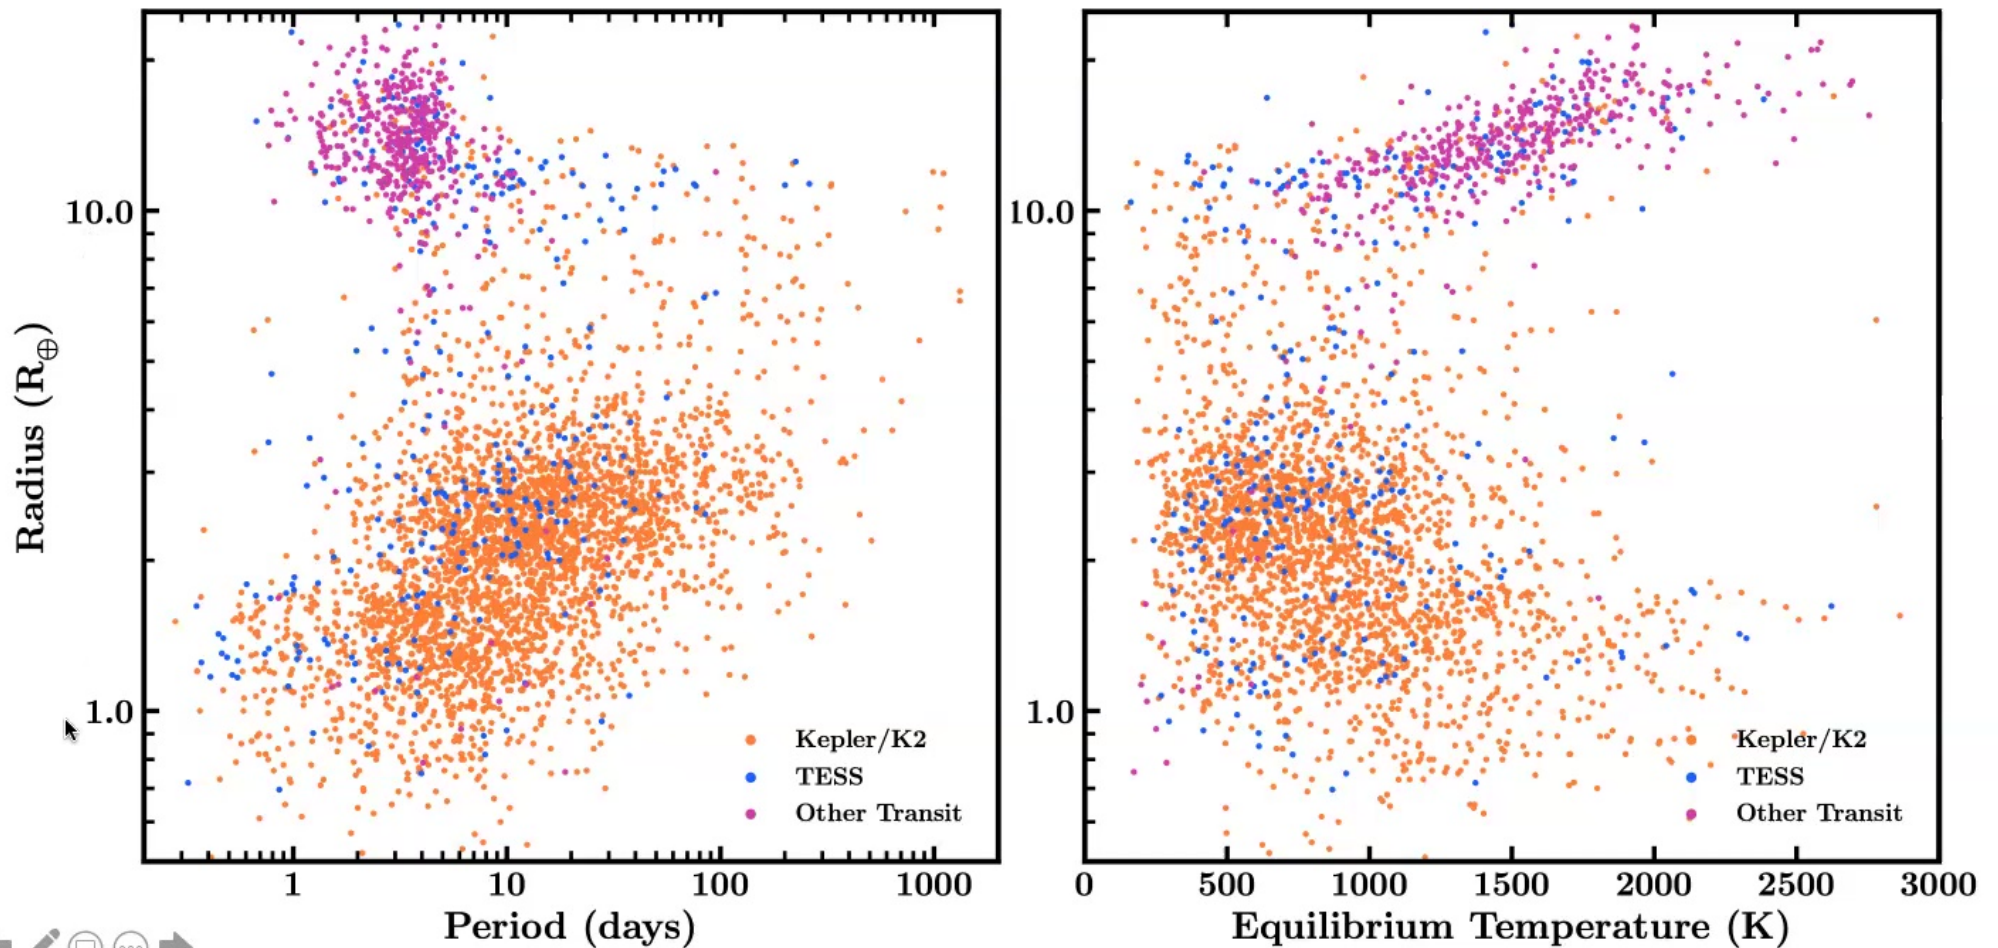 10.0
1.0
Radius (R⊕)
Kepler/K2
TESS
Other Transit
1 10 100 1000
Period (days)
10.0
1.0
Kepler/K2
TESS
Other Transit
0 500 1000 1500 2000 2500 3000
Equilibrium Temperature (K)